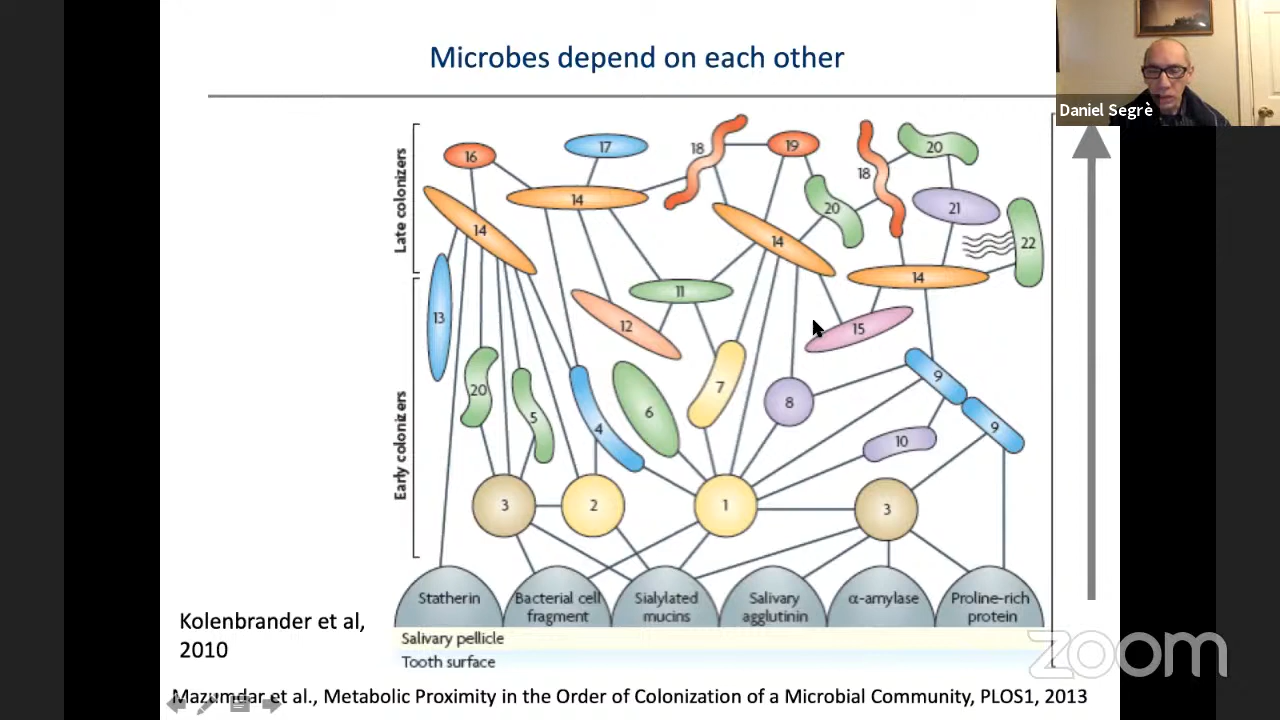 Microbes depend on each other
Daniel Segrè
Late colonizers
Early colonizers
16
17
18
19
18
20
14
14
20
21
14
22
14
13
11
12
15
20
5
4
6
7
8
9
10
9
3
2
1
3
Statherin
Bacterial cell
fragment
Sialylated
mucins
Salivary
agglutinin
α-amylase
Proline-rich
protein
Salivary pellicle
Tooth surface
Kolenbrander et al,
2010
zoom
Mazumdar et al., Metabolic Proximity in the Order of Colonization of a Microbial Community, PLOS1, 2013